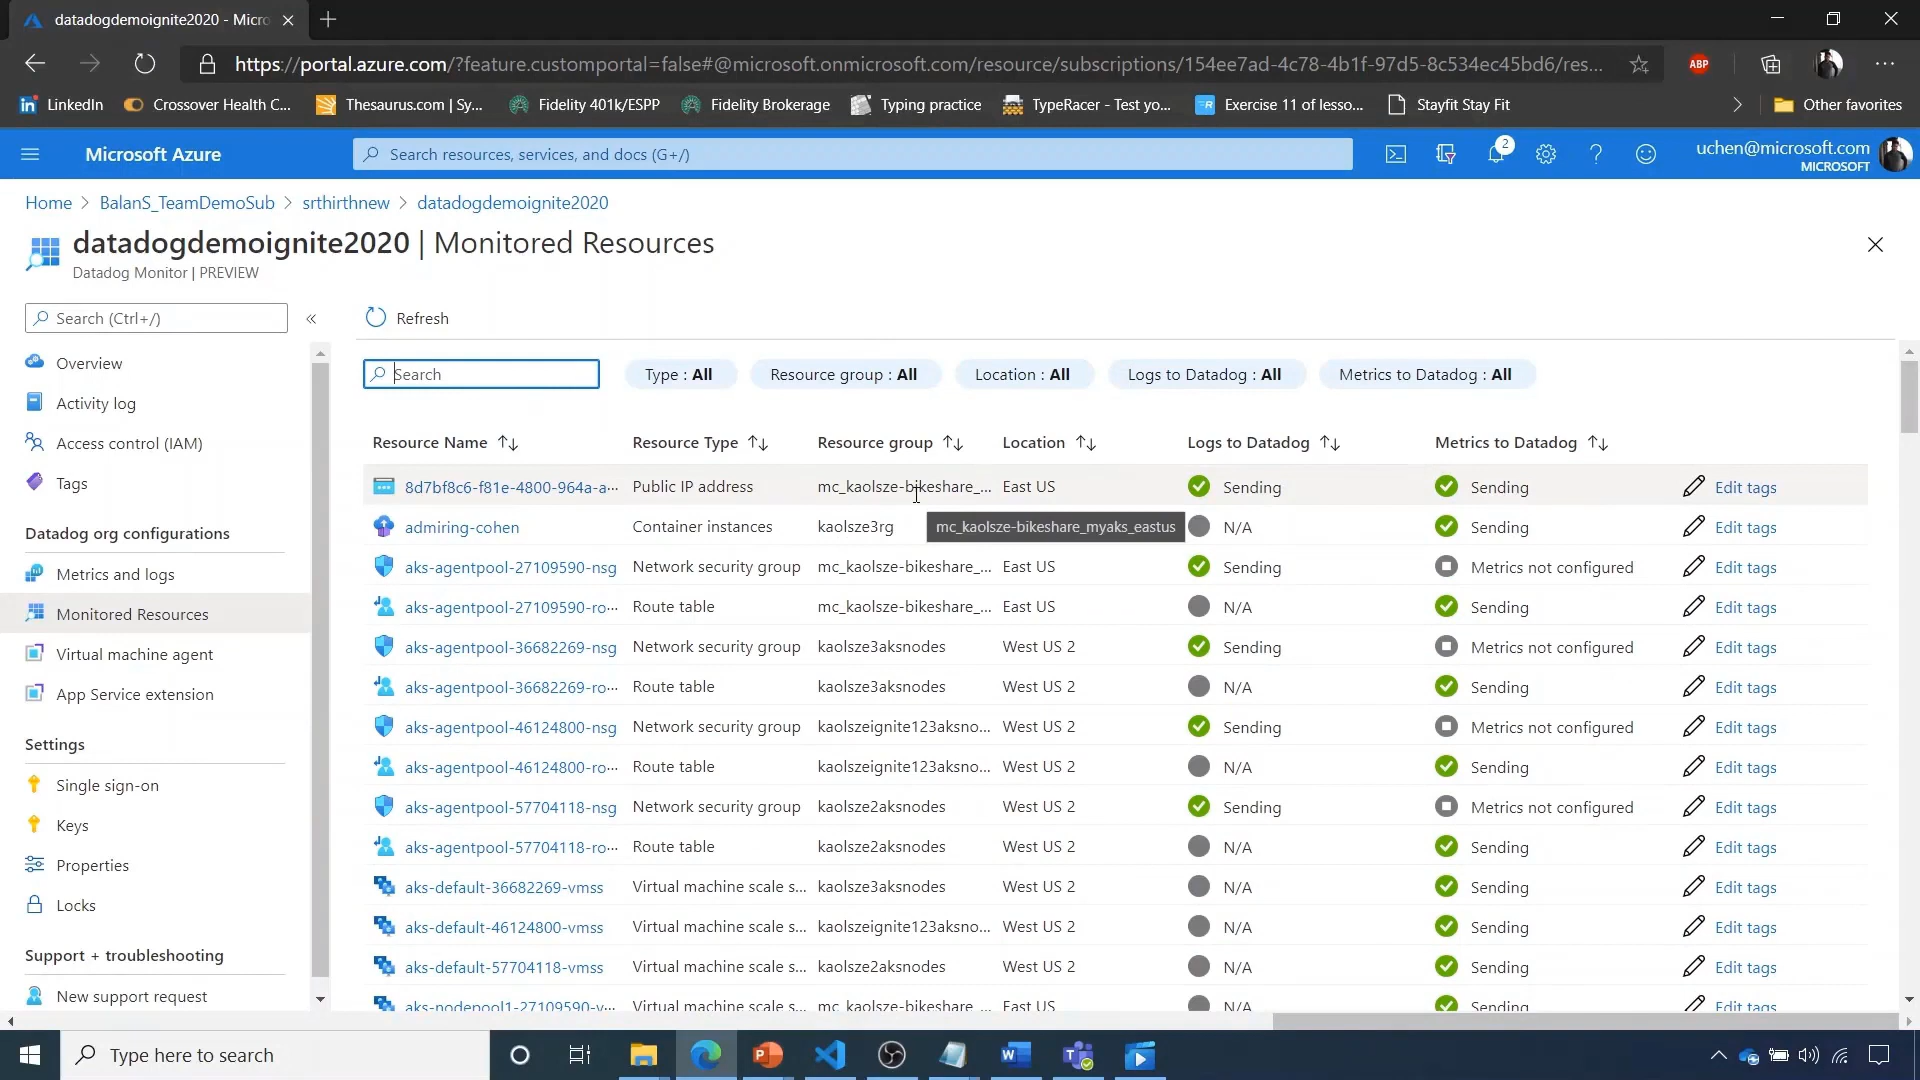 datadogdemoignite2020 - Micro
https://portal.azure.com/?feature.customportal=false#@microsoft.onmicrosoft.com/resource/subscriptions/154ee7ad-4c78-4b1f-97d5-8c534ec45bd6/res...
ABP
LinkedIn
Crossover Health C...
Thesaurus.com | Sy...
Fidelity 401k/ESPP
Fidelity Brokerage
Typing practice
TypeRacer - Test yo...
Exercise 11 of lesso...
Stayfit Stay Fit
Other favorites
Microsoft Azure
Search resources, services, and docs (G+/)
2
uchen@microsoft.com
MICROSOFT
Home > BalanS_TeamDemoSub > srthirthnew > datadogdemoignite2020
datadogdemoignite2020 | Monitored Resources
Datadog Monitor | PREVIEW
Search (Ctrl+/)
«
Overview
Activity log
Access control (IAM)
Tags
Datadog org configurations
Metrics and logs
Monitored Resources
Virtual machine agent
App Service extension
Settings
Single sign-on
Keys
Properties
Locks
Support + troubleshooting
New support request
Refresh
Search
Type : All
Resource group : All
Location : All
Logs to Datadog : All
Metrics to Datadog : All
Resource Name Resource Type Resource group Location Logs to Datadog Metrics to Datadog
8d7bf8c6-f81e-4800-964a-a··· Public IP address mc_kaolsze-bikeshare_... East US Sending Sending Edit tags
admiring-cohen Container instances kaolsze3rg mc_kaolsze-bikeshare_myaks_eastus N/A Sending Edit tags
aks-agentpool-27109590-nsg Network security group mc_kaolsze-bikeshare_... East US Sending Metrics not configured Edit tags
aks-agentpool-27109590-ro··· Route table mc_kaolsze-bikeshare_... East US N/A Sending Edit tags
aks-agentpool-36682269-nsg Network security group kaolsze3aksnodes West US 2 Sending Metrics not configured Edit tags
aks-agentpool-36682269-ro··· Route table kaolsze3aksnodes West US 2 N/A Sending Edit tags
aks-agentpool-46124800-nsg Network security group kaolszeignite123aksno... West US 2 Sending Metrics not configured Edit tags
aks-agentpool-46124800-ro··· Route table kaolszeignite123aksno... West US 2 N/A Sending Edit tags
aks-agentpool-57704118-nsg Network security group kaolsze2aksnodes West US 2 Sending Metrics not configured Edit tags
aks-agentpool-57704118-ro··· Route table kaolsze2aksnodes West US 2 N/A Sending Edit tags
aks-default-36682269-vmss Virtual machine scale s... kaolsze3aksnodes West US 2 N/A Sending Edit tags
aks-default-46124800-vmss Virtual machine scale s... kaolszeignite123aksno... West US 2 N/A Sending Edit tags
aks-default-57704118-vmss Virtual machine scale s... kaolsze2aksnodes West US 2 N/A Sending Edit tags
aks-nodepool1-27109590-v··· Virtual machine scale s... mc_kaolsze-bikeshare_... East US N/A Sending Edit tags
Type here to search